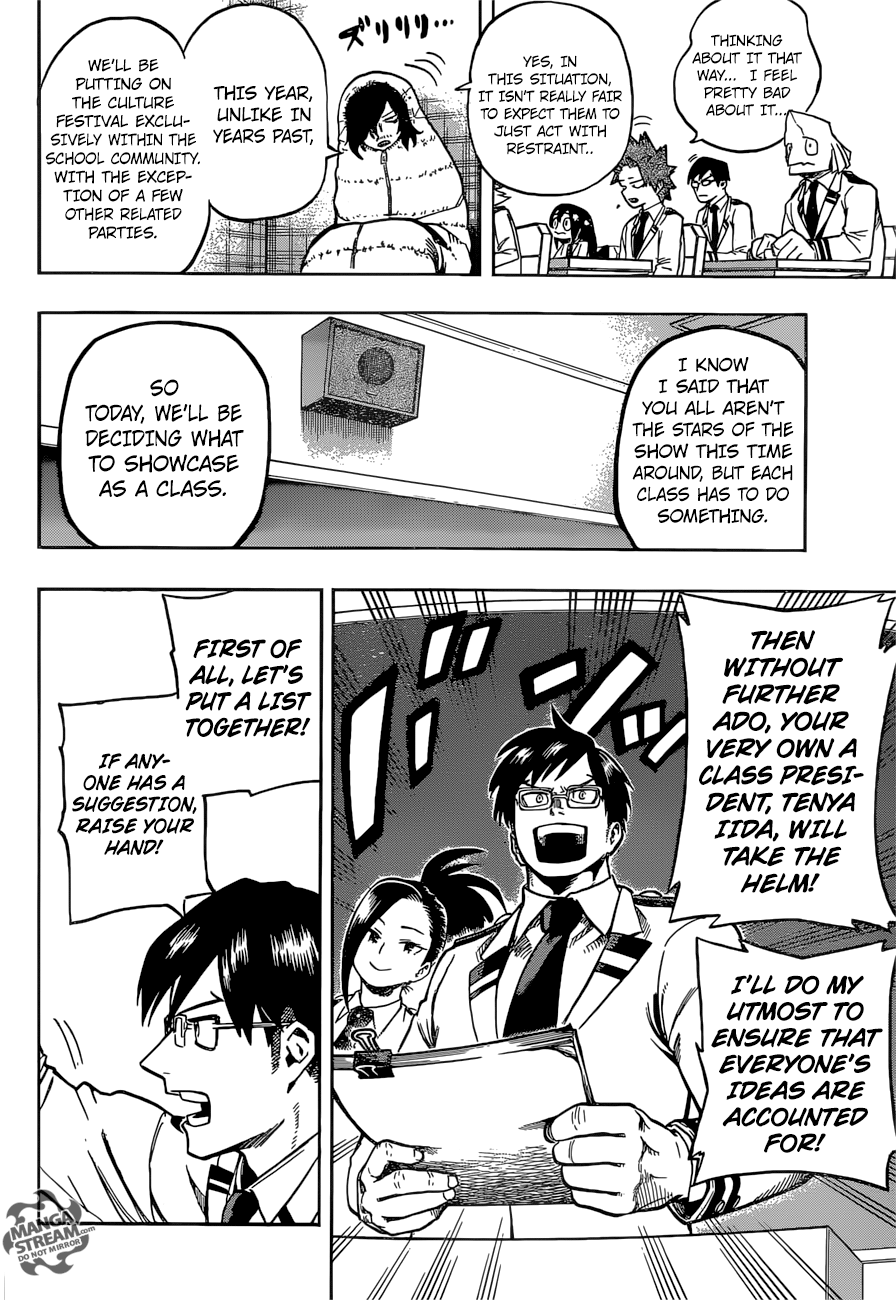 THINKING
ABOUT IT THAT
WAY... I FEEL
PRETTY BAD
ABOUT IT...
YES, IN
THIS SITUATION,
IT ISN'T REALLY FAIR
TO EXPECT THEM TO
JUST ACT WITH
RESTRAINT..
ズリリリリ...
THIS YEAR,
UNLIKE IN
YEARS PAST,
WE'LL BE
PUTTING ON
THE CULTURE
FESTIVAL EXCLU-
SIVELY WITHIN THE
SCHOOL COMMUNITY.
WITH THE EXCEP-
TION OF A FEW
OTHER RELATED
PARTIES.
I KNOW
I SAID THAT
YOU ALL AREN'T
THE STARS OF THE
SHOW THIS TIME
AROUND, BUT EACH
CLASS HAS TO DO
SOMETHING.
SO
TODAY, WE'LL BE
DECIDING WHAT
TO SHOWCASE
AS A CLASS.
THEN
WITHOUT
FURTHER
ADO, YOUR
VERY OWN A
CLASS PRESI-
DENT, TENYA
IIDA, WILL
TAKE THE
HELM!
I'LL DO MY
UTMOST TO
ENSURE THAT
EVERYONE'S
IDEAS ARE
ACCOUNTED
FOR!
FIRST OF
ALL, LET'S
PUT A LIST
TOGETHER!
IF ANY-
ONE HAS A
SUGGESTION,
RAISE YOUR
HAND!
MANGA
STREAM.com
DO NOT MIRROR